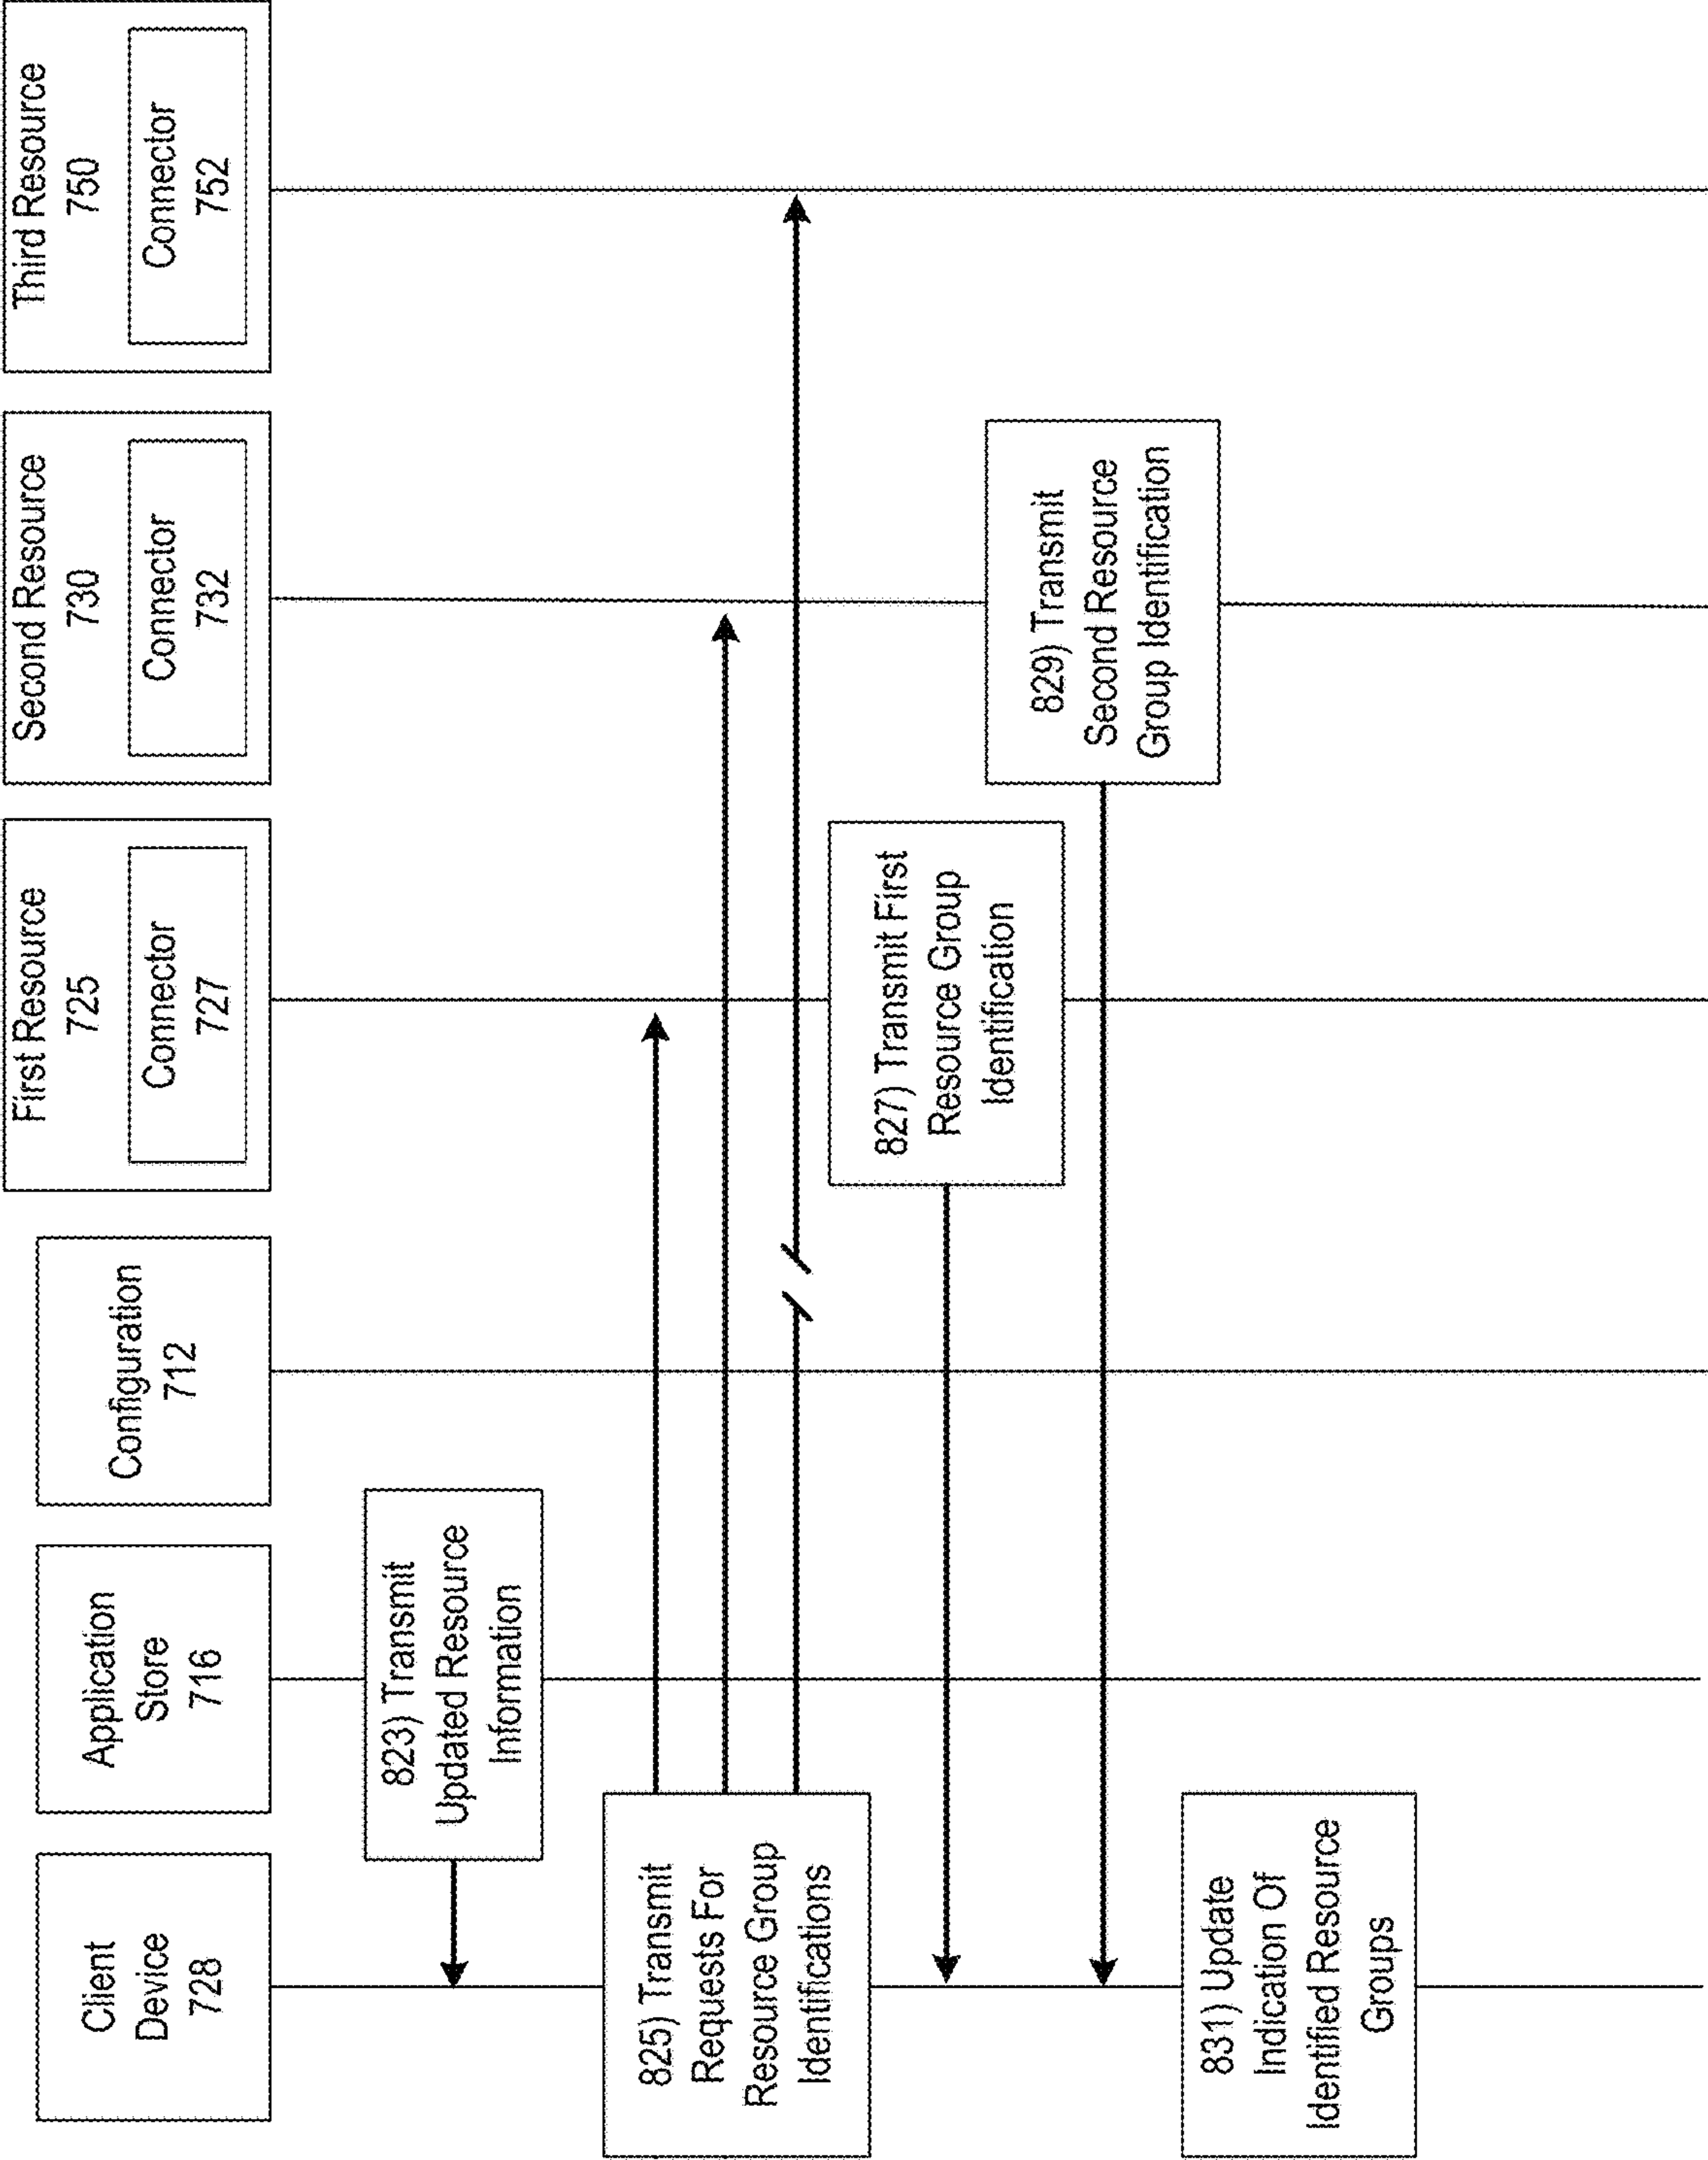 Client
Device
728
Application
Store
716
Configuration
712
First Resource
725
Connector
727
Second Resource
730
Connector
732
Third Resource
750
Connector
752
823) Transmit
Updated Resource
Information
825) Transmit
Requests For
Resource Group
Identifications
827) Transmit First
Resource Group
Identification
829) Transmit
Second Resource
Group Identification
831) Update
Indication Of
Identified Resource
Groups